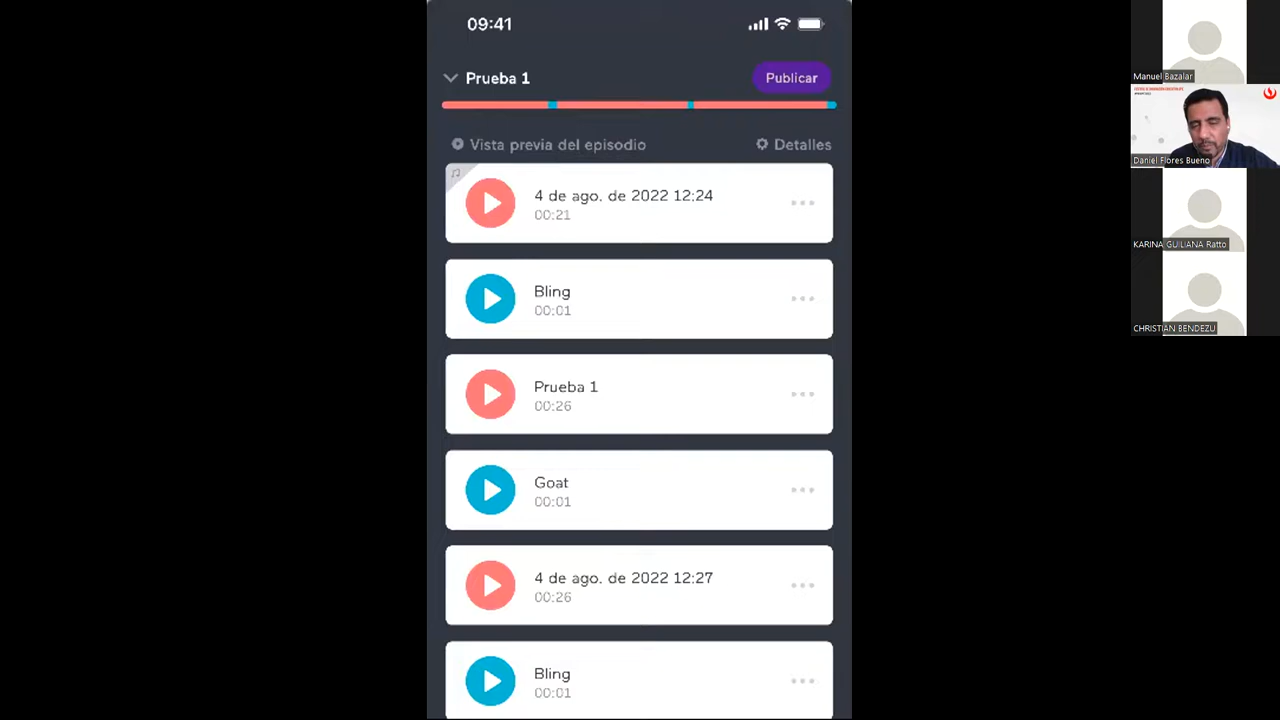 09:41
Prueba 1
Publicar
Vista previa del episodio
Detalles
4 de ago. de 2022 12:24
00:21
Bling
00:01
Prueba 1
00:26
Goat
00:01
4 de ago. de 2022 12:27
00:26
Bling
00:01
Manuel Bazalar
Daniel Flores Bueno
KARINA GUILIANA Ratto
CHRISTIAN BENDEZU